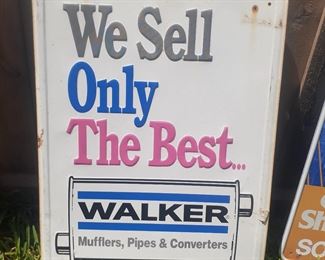 We Sell
Only
The Best...
WALKER
Mufflers, Pipes & Converters